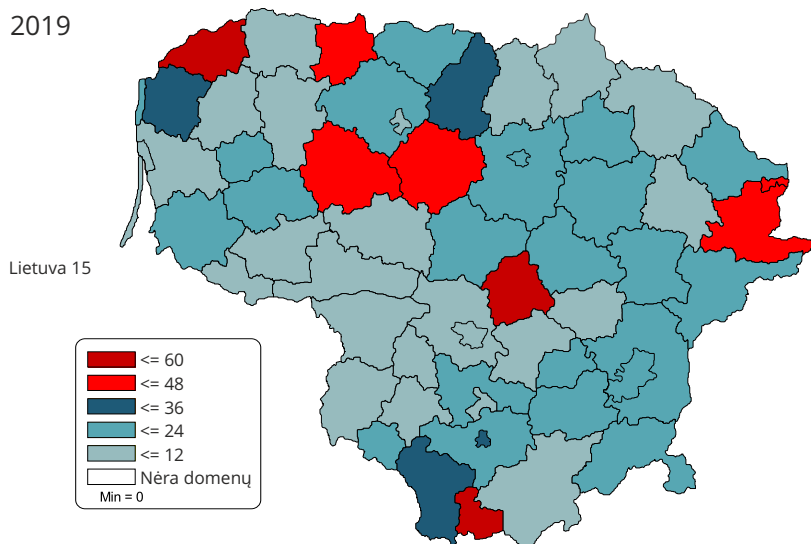 2019
Lietuva 15
<= 60
<= 48
<= 36
<= 24
<= 12
Nėra domenų
Min = 0